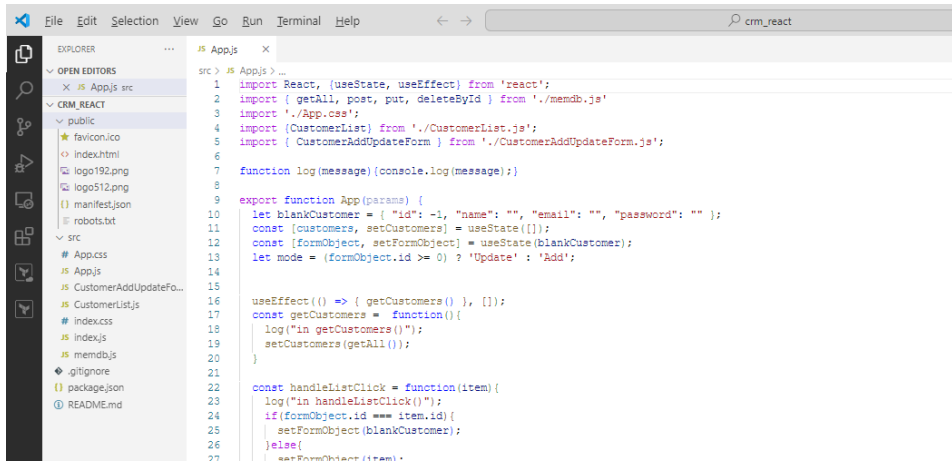 File Edit Selection View Go Run Terminal Help
crm_react
EXPLORER
OPEN EDITORS
App.js src
CRM_REACT
public
favicon.ico
index.html
logo192.png
logo512.png
manifest.json
robots.txt
src
App.css
App.js
CustomerAddUpdateFo...
CustomerList.js
index.css
index.js
memdb.js
.gitignore
package.json
README.md
JS App.js
src > JS App.js > ...
1 import React, {useState, useEffect} from 'react';
2 import { getAll, post, put, deleteById } from './memdb.js'
3 import './App.css';
4 import {CustomerList} from './CustomerList.js';
5 import { CustomerAddUpdateForm } from './CustomerAddUpdateForm.js';
6
7 function log(message){console.log(message);}
8
9 export function App(params) {
10 let blankCustomer = { "id": -1, "name": "", "email": "", "password": "" };
11 const [customers, setCustomers] = useState([]);
12 const [formObject, setFormObject] = useState(blankCustomer);
13 let mode = (formObject.id >= 0) ? 'Update' : 'Add';
14
15
16 useEffect(() => { getCustomers() }, []);
17 const getCustomers = function(){
18 log("in getCustomers()");
19 setCustomers(getAll());
20 }
21
22 const handleListClick = function(item){
23 log("in handleListClick()");
24 if(formObject.id === item.id){
25 setFormObject(blankCustomer);
26 }else{
27 setFormObject(item);